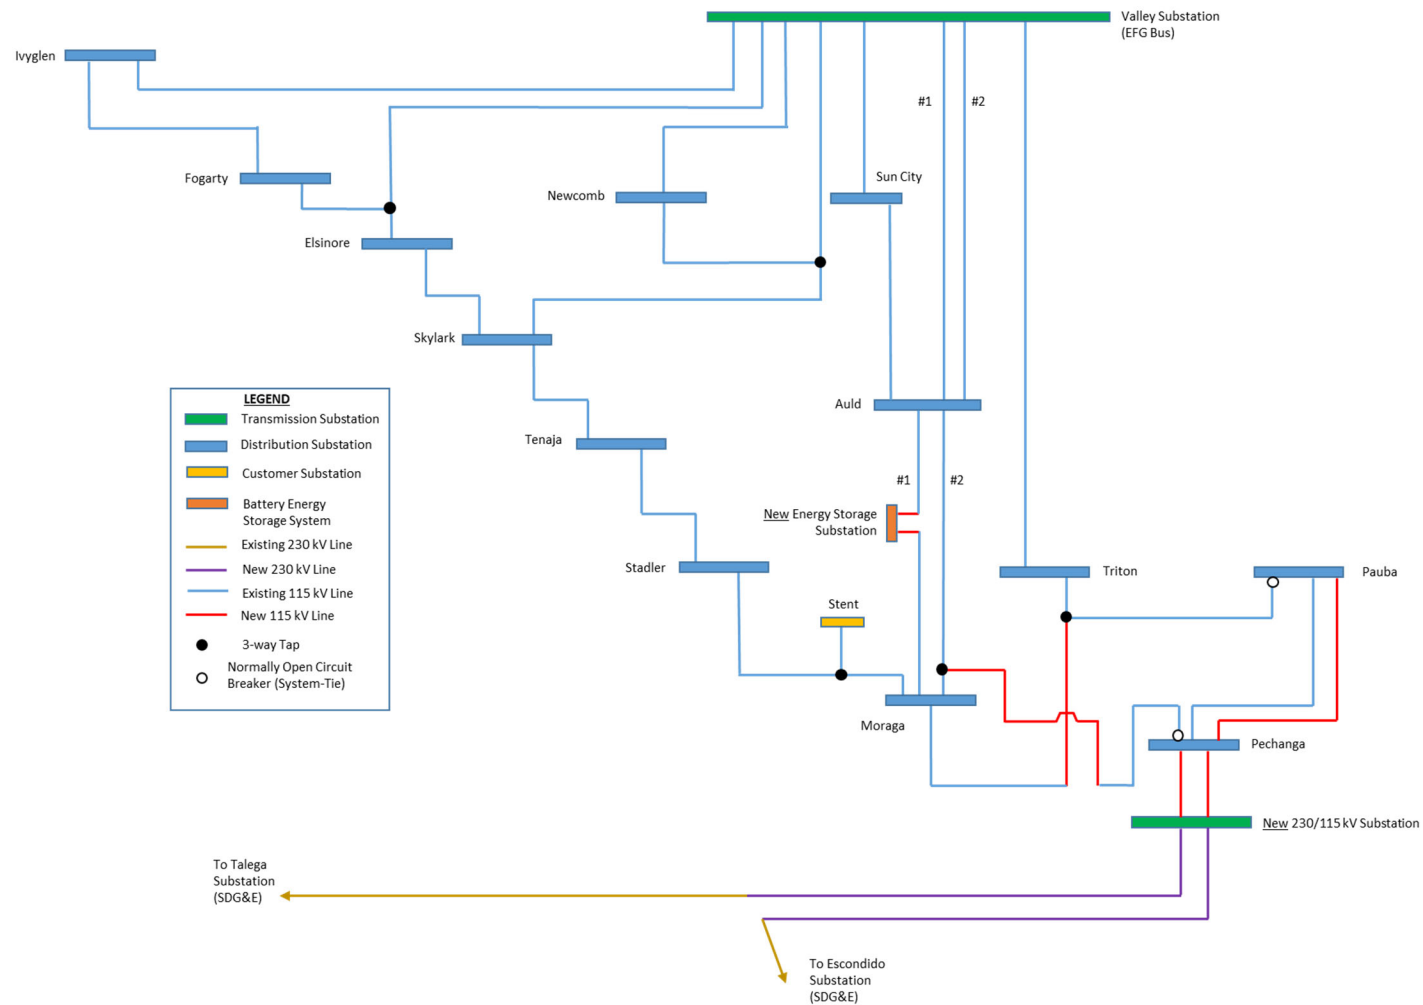 Valley Substation
(EFG Bus)
Ivyglen
#1
#2
Fogarty
Newcomb
Sun City
Elsinore
Skylark
LEGEND
Transmission Substation
Distribution Substation
Customer Substation
Battery Energy
Storage System
Existing 230 kV Line
New 230 kV Line
Existing 115 kV Line
New 115 kV Line
3-way Tap
Normally Open Circuit
Breaker (System-Tie)
Auld
Tenaja
#1
#2
New Energy Storage
Substation
Stadler
Triton
Pauba
Stent
Moraga
Pechanga
New 230/115 kV Substation
To Talega
Substation
(SDG&E)
To Escondido
Substation
(SDG&E)